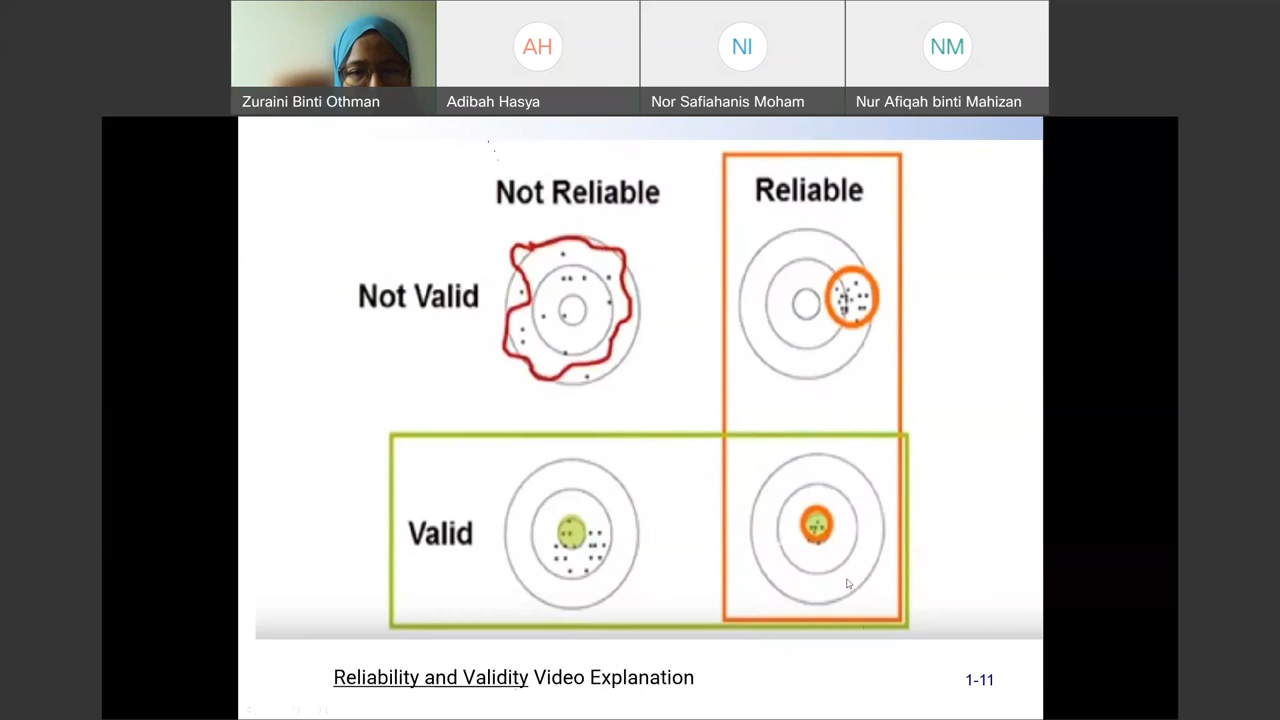 AH
NI
NM
Zuraini Binti Othman
Adibah Hasya
Nor Safiahanis Moham
Nur Afiqah binti Mahizan
Not Reliable
Reliable
Not Valid
Valid
Reliability and Validity Video Explanation
1-11